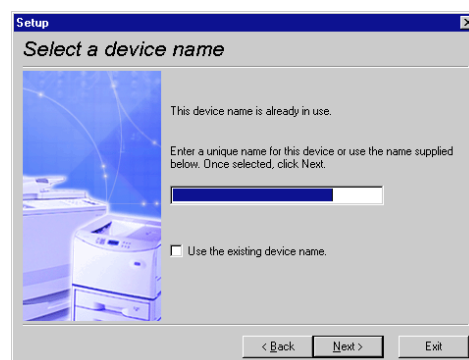 Setup
Select a device name
This device name is already in use.
Enter a unique name for this device or use the name supplied
below. Once selected, click Next.
Use the existing device name.
< Back
Next >
Exit